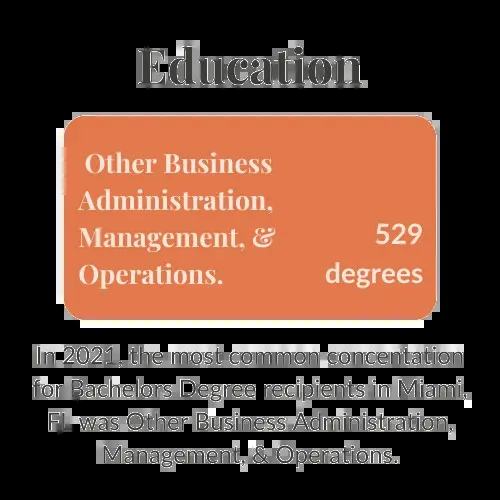 Education
Other Business
Administration,
Management, &
Operations.
529
degrees
In 2021, the most common concentation
for Bachelors Degree recipients in Miami,
FL was Other Business Administration,
Management, & Operations.